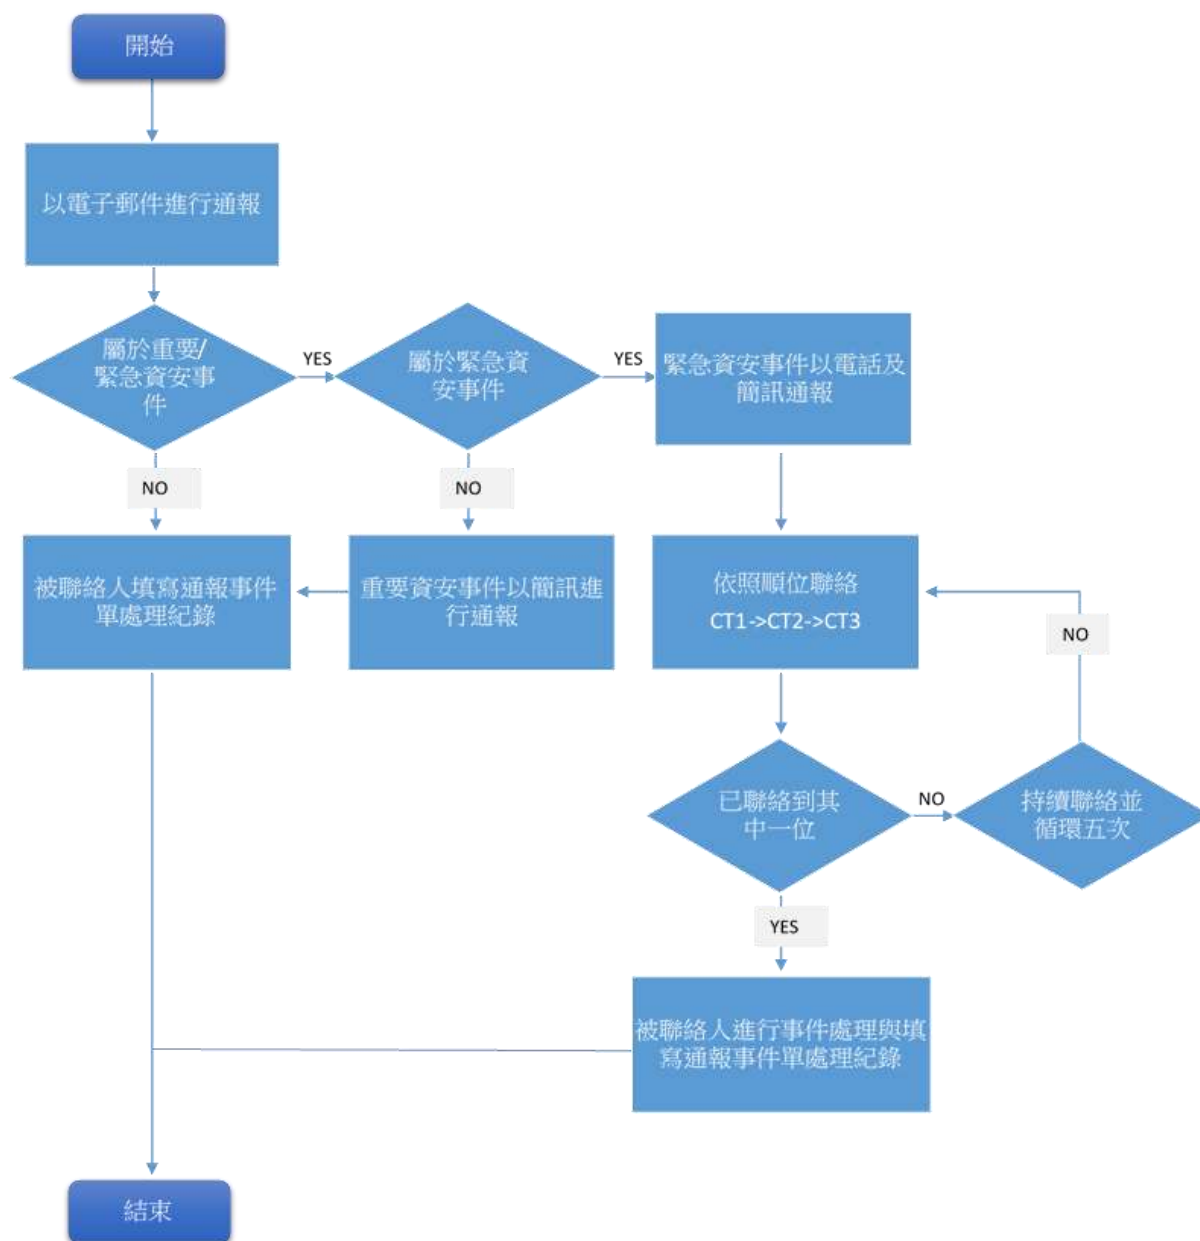 開始
以電子郵件進行通報
屬於重要/
緊急資安事
件
YES
屬於緊急資
安事件
YES
緊急資安事件以電話及
簡訊通報
NO
NO
被聯絡人填寫通報事件
單處理紀錄
重要資安事件以簡訊進
行通報
依照順位聯絡
CT1->CT2->CT3
NO
已聯絡到其
中一位
NO
持續聯絡並
循環五次
YES
被聯絡人進行事件處理與填
寫通報事件單處理紀錄
結束